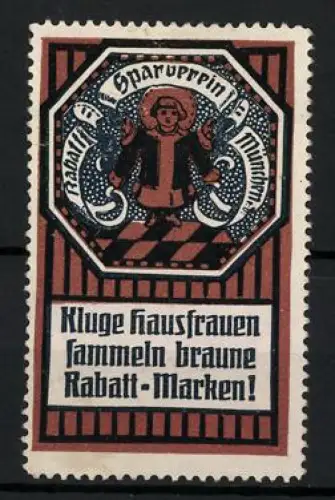 Rabatt Sparverein München.
Kluge Hausfrauen
sammeln braune
Rabatt-Marken!